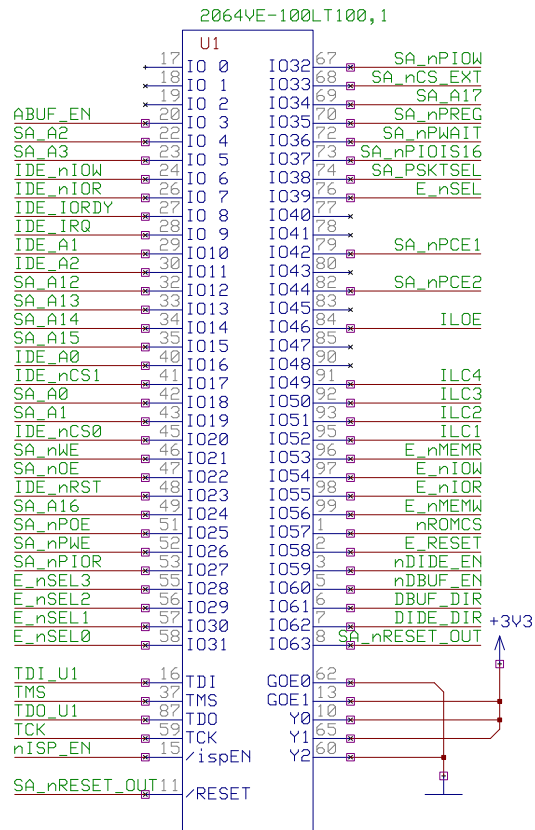 2064VE-100LT100,1
U1
17 IO 0 IO32 67 SA_nPIOW
18 IO 1 IO33 68 SA_nCS_EXT
19 IO 2 IO34 69 SA_A17
ABUF_EN 20 IO 3 IO35 70 SA_nPREG
SA_A2 22 IO 4 IO36 72 SA_nPWAIT
SA_A3 23 IO 5 IO37 73 SA_nPIOIS16
IDE_nIOW 24 IO 6 IO38 74 SA_PSKTSEL
IDE_nIOR 26 IO 7 IO39 76 E_nSEL
IDE_IORDY 27 IO 8 IO40 77
IDE_IRQ 28 IO 9 IO41 78
IDE_A1 29 IO10 IO42 79 SA_nPCE1
IDE_A2 30 IO11 IO43 80
SA_A12 32 IO12 IO44 82 SA_nPCE2
SA_A13 33 IO13 IO45 83
SA_A14 34 IO14 IO46 84 ILOE
SA_A15 35 IO15 IO47 85
IDE_A0 40 IO16 IO48 90
IDE_nCS1 41 IO17 IO49 91 ILC4
SA_A0 42 IO18 IO50 92 ILC3
SA_A1 43 IO19 IO51 93 ILC2
IDE_nCS0 45 IO20 IO52 95 ILC1
SA_nWE 46 IO21 IO53 96 E_nMEMR
SA_nOE 47 IO22 IO54 97 E_nIOW
IDE_nRST 48 IO23 IO55 98 E_nIOR
SA_A16 49 IO24 IO56 99 E_nMEMW
SA_nPOE 51 IO25 IO57 1 nROMCS
SA_nPWE 52 IO26 IO58 2 E_RESET
SA_nPIOR 53 IO27 IO59 3 nDIDE_EN
E_nSEL3 55 IO28 IO60 5 nDBUF_EN
E_nSEL2 56 IO29 IO61 6 DBUF_DIR
E_nSEL1 57 IO30 IO62 7 DIDE_DIR
+3V3
E_nSEL0 58 IO31 IO63 8 SA_nRESET_OUT
TDI_U1 16 TDI GOE0 62
TMS 37 TMS GOE1 13
TDO_U1 87 TDO Y0 10
TCK 59 TCK Y1 65
nISP_EN 15 /ispEN Y2 60
SA_nRESET_OUT 11 /RESET